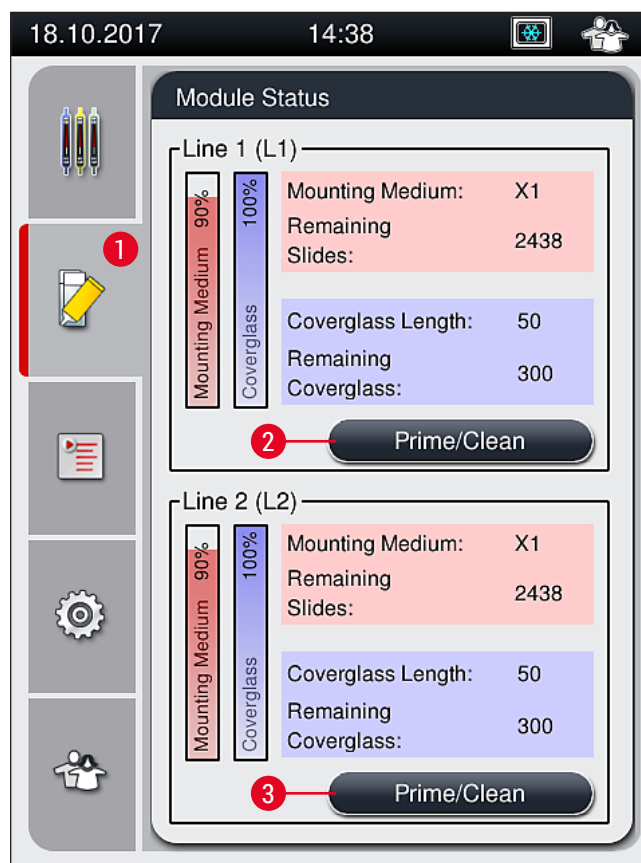 18.10.2017 14:38
Module Status
1
Line 1 (L1)
Mounting Medium 90%
Coverglass 100%
Mounting Medium: X1
Remaining
Slides: 2438
Coverglass Length: 50
Remaining
Coverglass: 300
2 Prime/Clean
Line 2 (L2)
Mounting Medium 90%
Coverglass 100%
Mounting Medium: X1
Remaining
Slides: 2438
Coverglass Length: 50
Remaining
Coverglass: 300
3 Prime/Clean